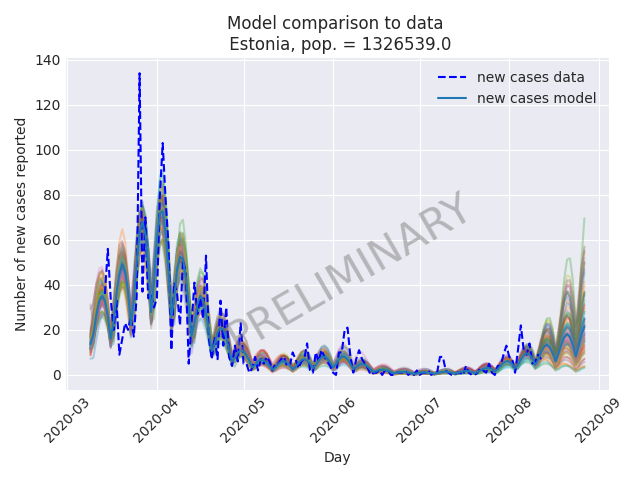 Model comparison to data
Estonia, pop. = 1326539.0
new cases data
new cases model
PRELIMINARY
Number of new cases reported
140
120
100
80
60
40
20
0
2020-03
2020-04
2020-05
2020-06
2020-07
2020-08
2020-09
Day